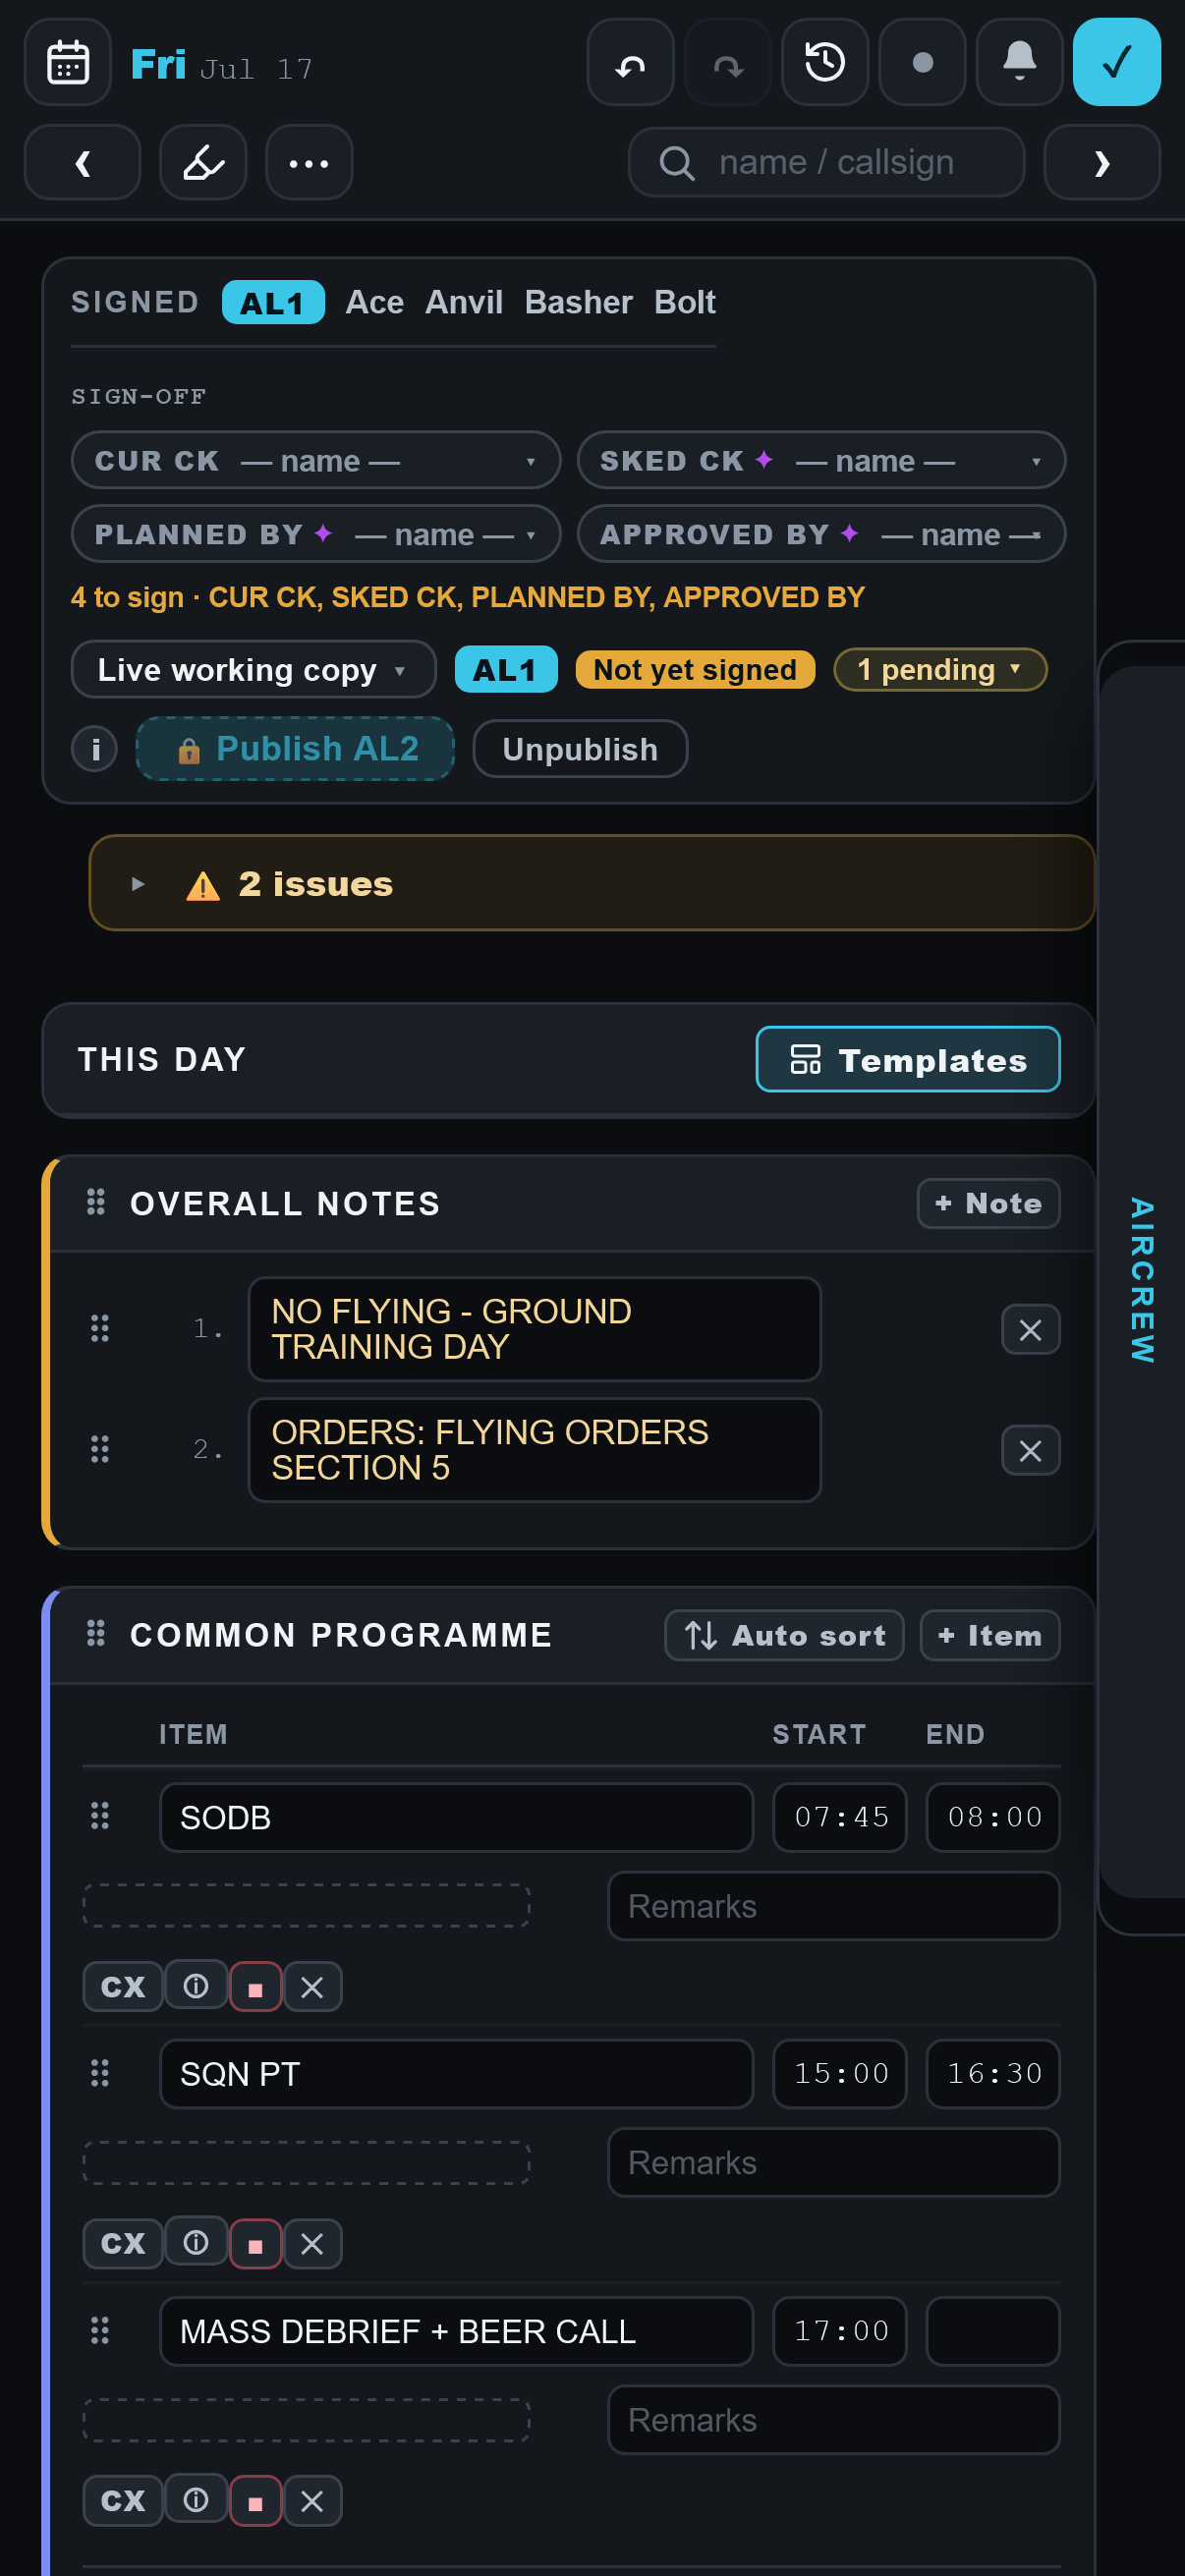 Fri Jul 17
name / callsign
SIGNED AL1 Ace Anvil Basher Bolt
SIGN-OFF
CUR CK — name —
SKED CK ✦ — name —
PLANNED BY ✦ — name —
APPROVED BY ✦ — name —
4 to sign · CUR CK, SKED CK, PLANNED BY, APPROVED BY
Live working copy AL1 Not yet signed 1 pending
i Publish AL2 Unpublish
2 issues
THIS DAY Templates
OVERALL NOTES + Note
1. NO FLYING - GROUND
TRAINING DAY
2. ORDERS: FLYING ORDERS
SECTION 5
AIRCREW
COMMON PROGRAMME Auto sort + Item
ITEM START END
SODB 07:45 08:00
Remarks
CX
SQN PT 15:00 16:30
Remarks
CX
MASS DEBRIEF + BEER CALL 17:00
Remarks
CX